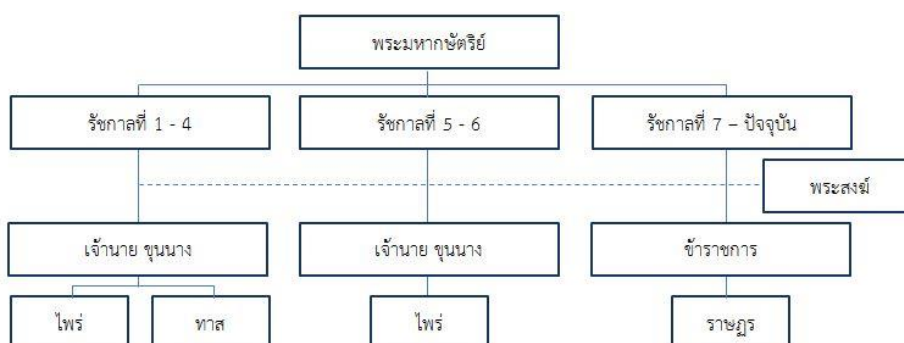 พระมหากษัตริย์
รัชกาลที่ 1 - 4
รัชกาลที่ 5 - 6
รัชกาลที่ 7 – ปัจจุบัน
พระสงฆ์
เจ้านาย ขุนนาง
เจ้านาย ขุนนาง
ข้าราชการ
ไพร่
ทาส
ไพร่
ราษฎร